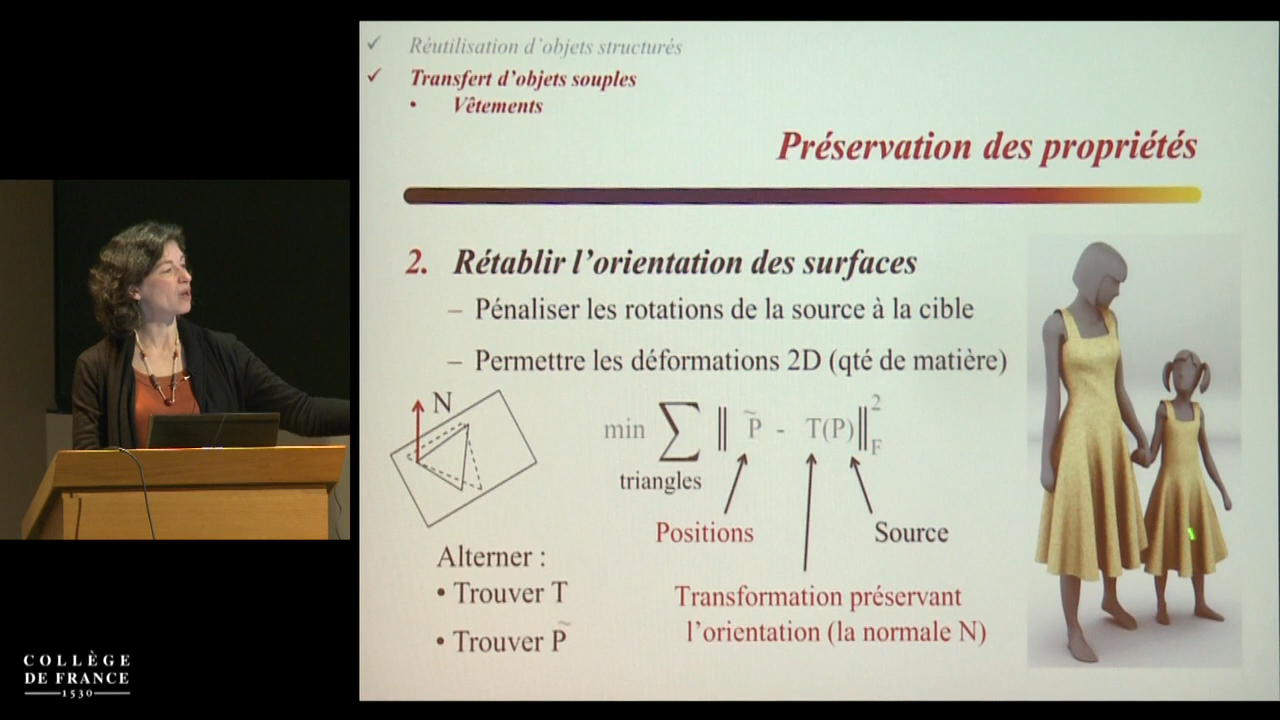 ✓ Réutilisation d'objets structurés
✓ Transfert d'objets souples
• Vêtements
Préservation des propriétés
2. Rétablir l'orientation des surfaces
– Pénaliser les rotations de la source à la cible
– Permettre les déformations 2D (qté de matière)
N
min ∑ ‖ P̃ - T(P)‖²F
triangles
Positions
Source
Transformation préservant
l'orientation (la normale N)
Alterner :
• Trouver T
• Trouver P̃
COLLÈGE
DE FRANCE
1530